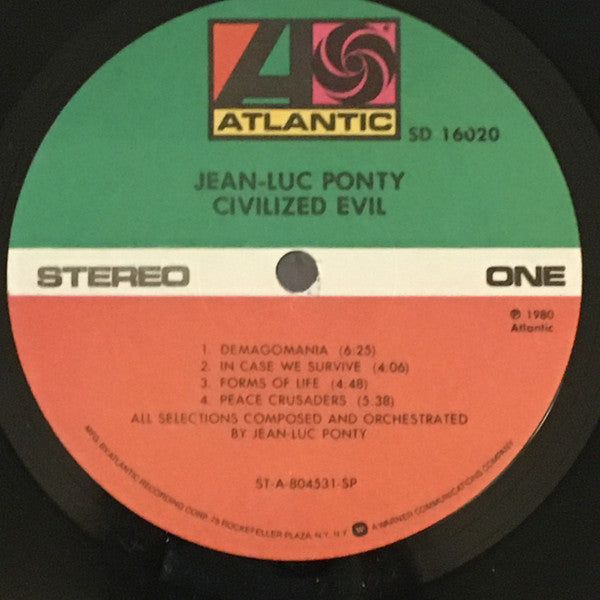 ATLANTIC
SD 16020
JEAN-LUC PONTY
CIVILIZED EVIL
STEREO
ONE
℗ 1980
Atlantic
1. DEMAGOMANIA (6:25)
2. IN CASE WE SURVIVE (4:06)
3. FORMS OF LIFE (4.48)
4. PEACE CRUSADERS (5.38)
ALL SELECTIONS COMPOSED AND ORCHESTRATED
BY JEAN-LUC PONTY
ST-A-804531-SP
MFG. BY ATLANTIC RECORDING CORP. 75 ROCKEFELLER PLAZA N.Y. N.Y. W A WARNER COMMUNICATIONS COMPANY